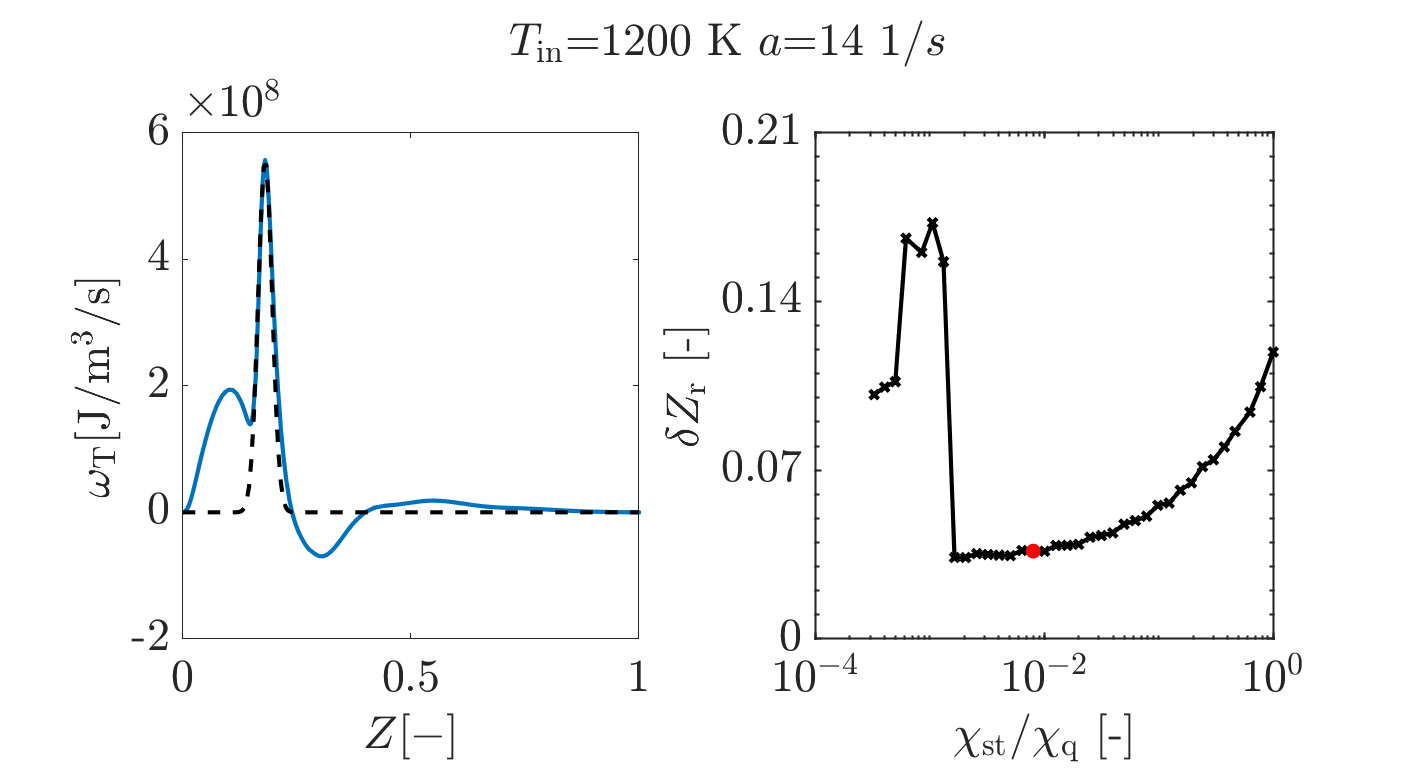 T_in=1200 K a=14 1/s
×10^8
6
4
2
0
-2
0 0.5 1
Z[−]
ω_T[J/m^3/s]
0.21
0.14
0.07
0
10^−4 10^−2 10^0
χ_st/χ_q [-]
δZ_r [-]